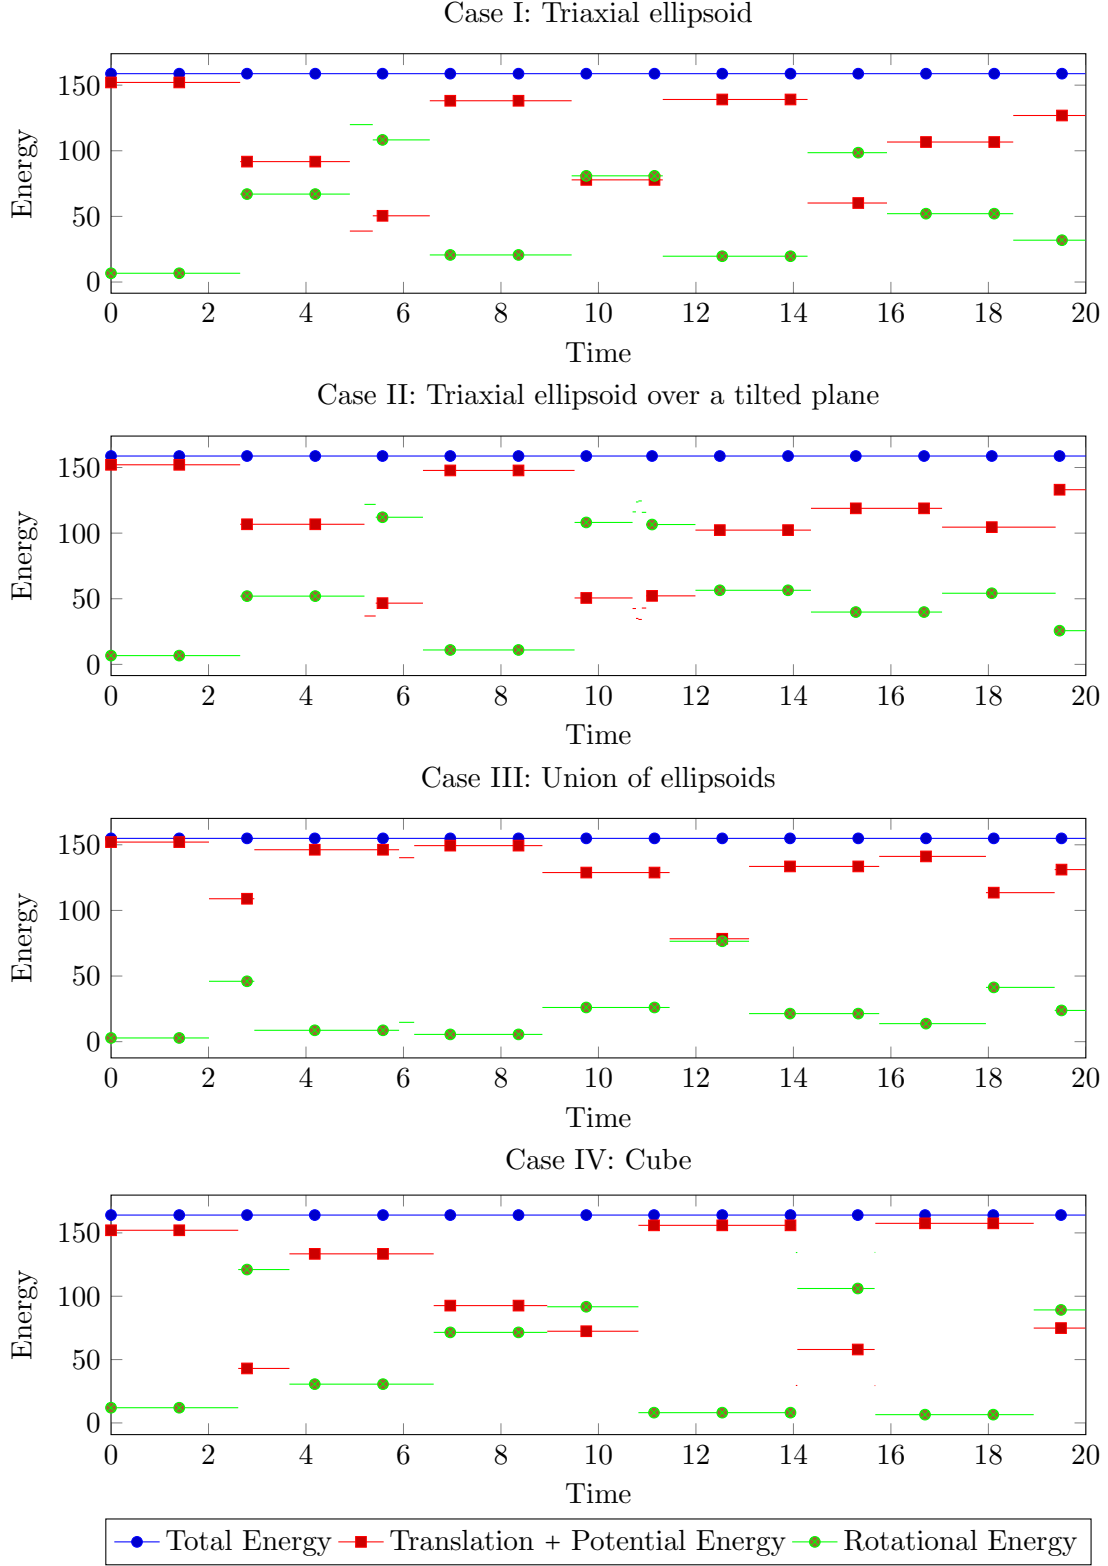 Case I: Triaxial ellipsoid
150
100
50
0
Energy
0 2 4 6 8 10 12 14 16 18 20
Time
Case II: Triaxial ellipsoid over a tilted plane
150
100
50
0
Energy
0 2 4 6 8 10 12 14 16 18 20
Time
Case III: Union of ellipsoids
150
100
50
0
Energy
0 2 4 6 8 10 12 14 16 18 20
Time
Case IV: Cube
150
100
50
0
Energy
0 2 4 6 8 10 12 14 16 18 20
Time
Total Energy Translation + Potential Energy Rotational Energy